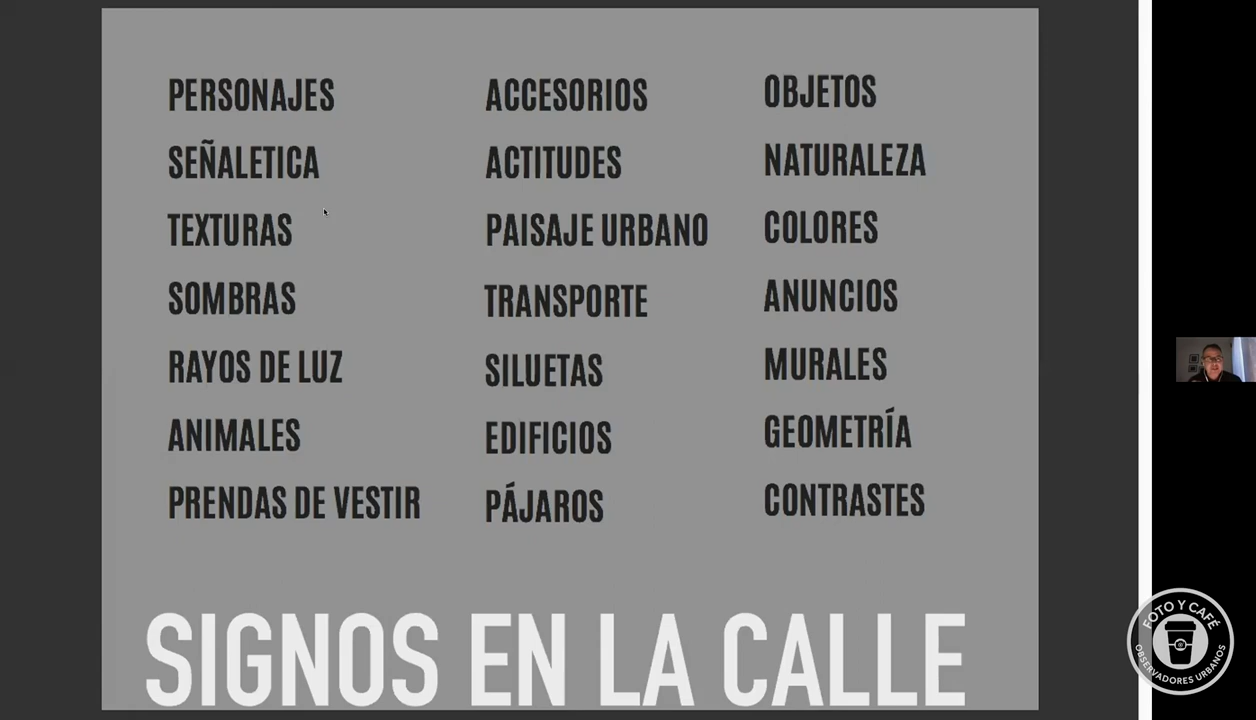 PERSONAJES
SEÑALETICA
TEXTURAS
SOMBRAS
RAYOS DE LUZ
ANIMALES
PRENDAS DE VESTIR
ACCESORIOS
ACTITUDES
PAISAJE URBANO
TRANSPORTE
SILUETAS
EDIFICIOS
PÁJAROS
OBJETOS
NATURALEZA
COLORES
ANUNCIOS
MURALES
GEOMETRÍA
CONTRASTES
SIGNOS EN LA CALLE
FOTO Y CAFÉ
OBSERVADORES URBANOS